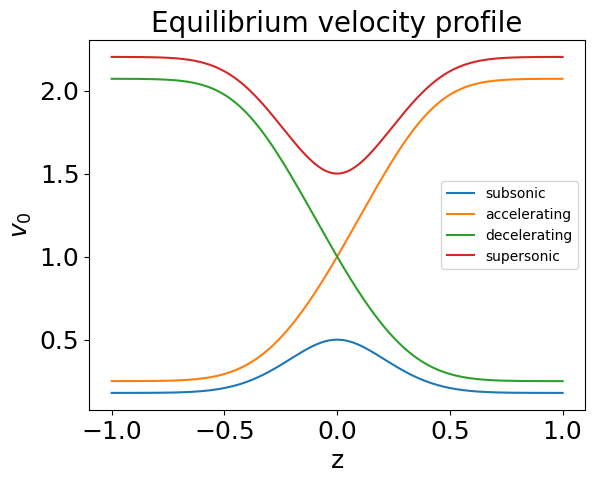 Equilibrium velocity profile
v₀
2.0
1.5
1.0
0.5
subsonic
accelerating
decelerating
supersonic
−1.0 −0.5 0.0 0.5 1.0
z